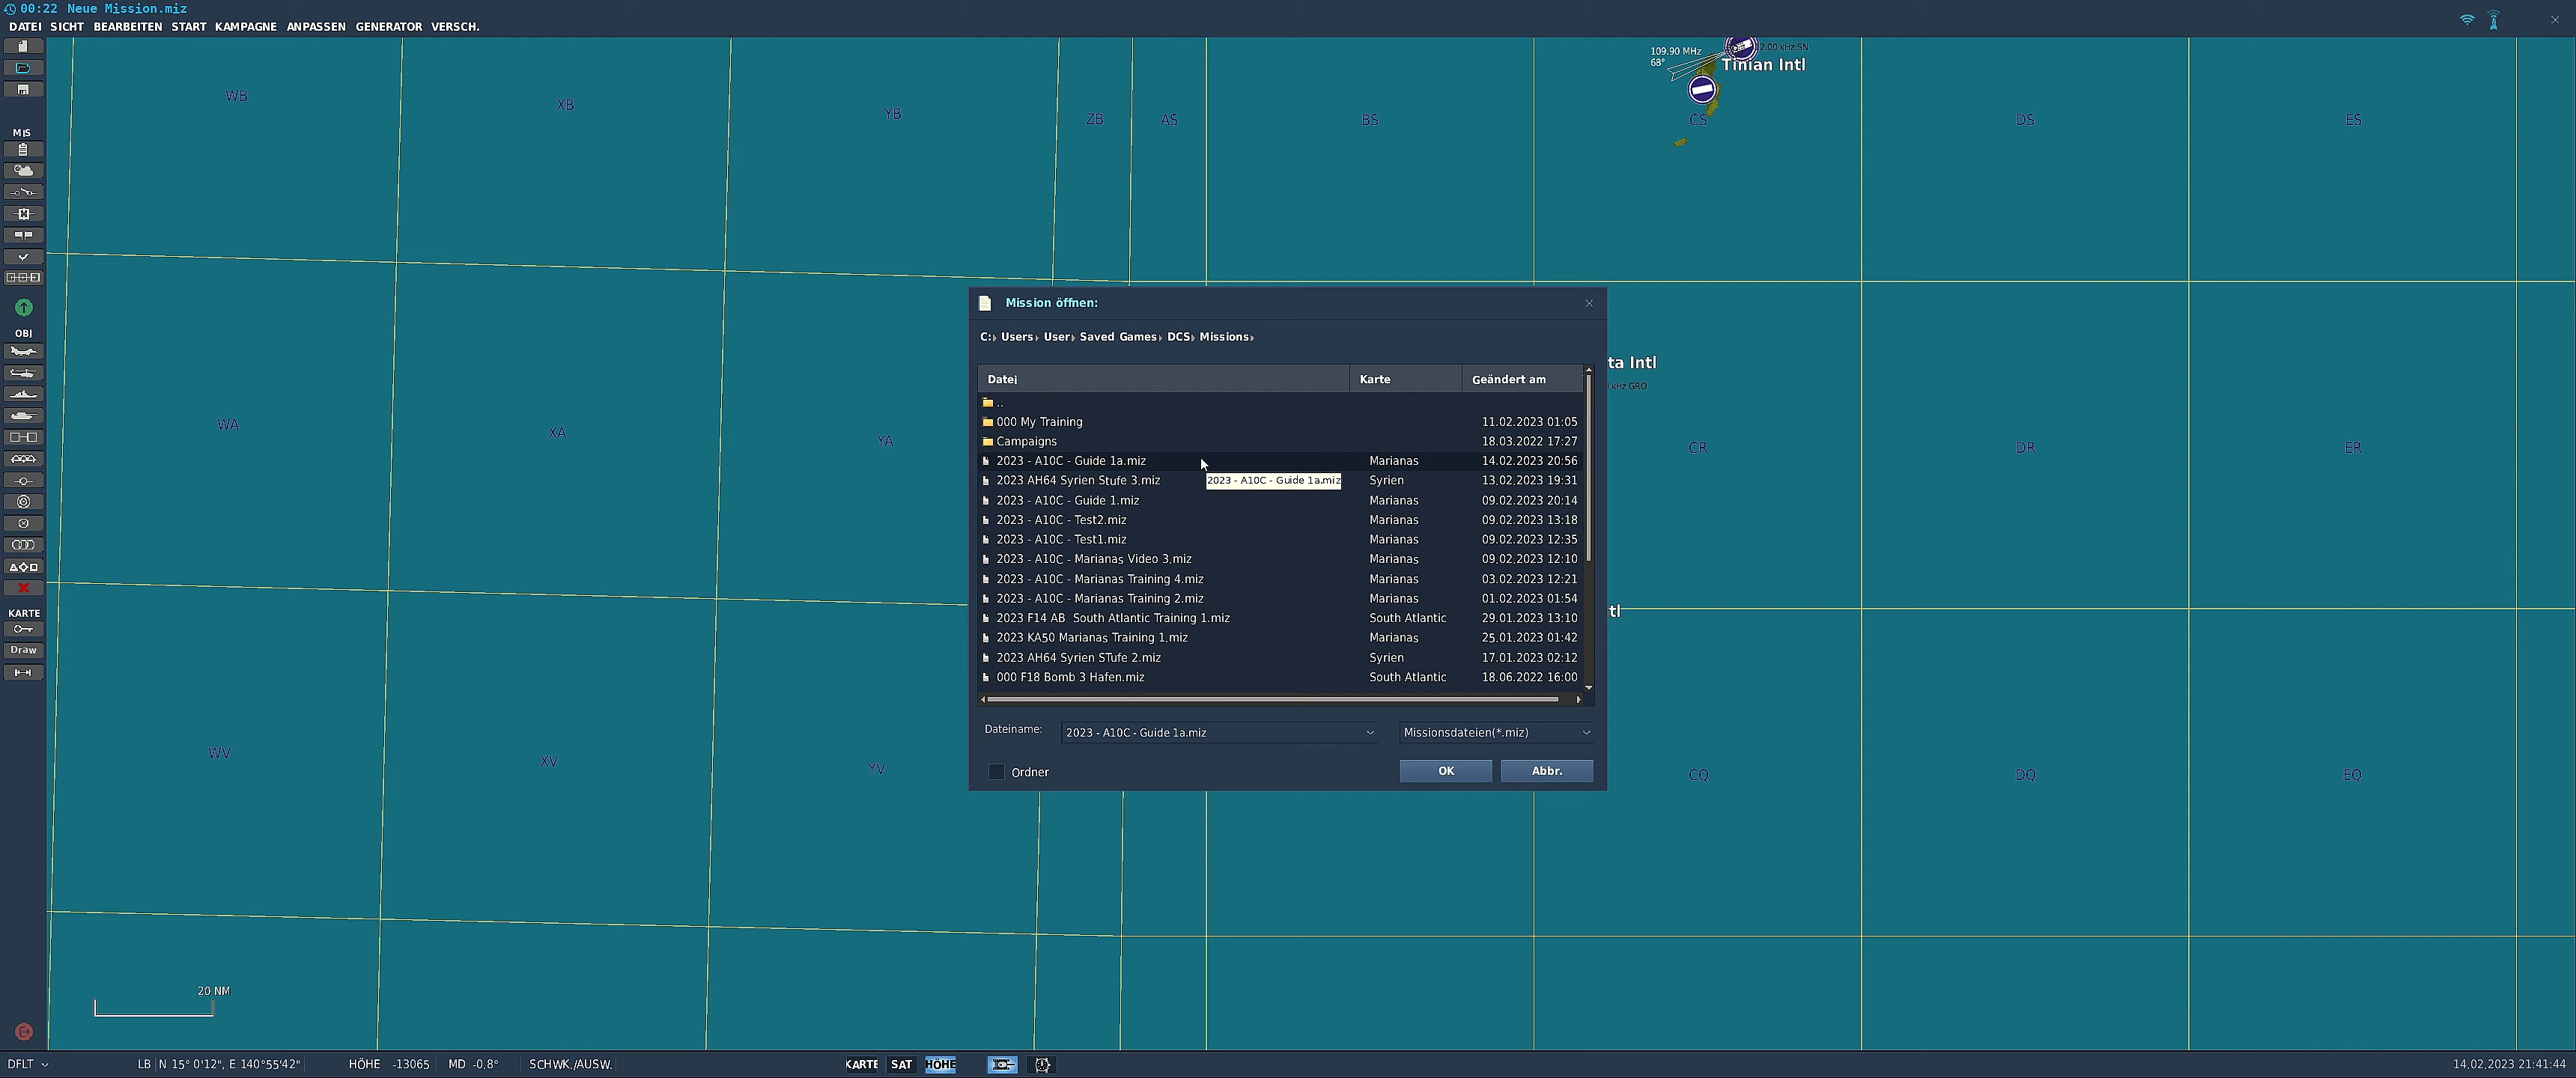 00:22 Neue Mission.miz
DATEI SICHT BEARBEITEN START KAMPAGNE ANPASSEN GENERATOR VERSCH.
109.90 MHz
68°
.00 kHz SN
Tinian Intl
WB XB YB ZB AS BS CS DS ES
MIS
Mission öffnen:
C: Users User Saved Games DCS Missions
OBJ
ta Intl
kHz GRO
Datei Karte Geändert am
..
000 My Training 11.02.2023 01:05
Campaigns 18.03.2022 17:27
2023 - A10C - Guide 1a.miz Marianas 14.02.2023 20:56
2023 AH64 Syrien Stufe 3.miz Syrien 13.02.2023 19:31
2023 - A10C - Guide 1a.miz
2023 - A10C - Guide 1.miz Marianas 09.02.2023 20:14
2023 - A10C - Test2.miz Marianas 09.02.2023 13:18
2023 - A10C - Test1.miz Marianas 09.02.2023 12:35
2023 - A10C - Marianas Video 3.miz Marianas 09.02.2023 12:10
2023 - A10C - Marianas Training 4.miz Marianas 03.02.2023 12:21
2023 - A10C - Marianas Training 2.miz Marianas 01.02.2023 01:54
2023 F14 AB  South Atlantic Training 1.miz South Atlantic 29.01.2023 13:10
2023 KA50 Marianas Training 1.miz Marianas 25.01.2023 01:42
2023 AH64 Syrien STufe 2.miz Syrien 17.01.2023 02:12
000 F18 Bomb 3 Hafen.miz South Atlantic 18.06.2022 16:00
WA XA YA CR DR ER
tl
KARTE
Draw
Dateiname: 2023 - A10C - Guide 1a.miz Missionsdateien(*.miz)
Ordner OK Abbr.
WV XV YV CQ DQ EQ
20 NM
DFLT LB N 15° 0'12", E 140°55'42" HÖHE -13065 MD -0.8° SCHWK./AUSW. KARTE SAT HÖHE 14.02.2023 21:41:44